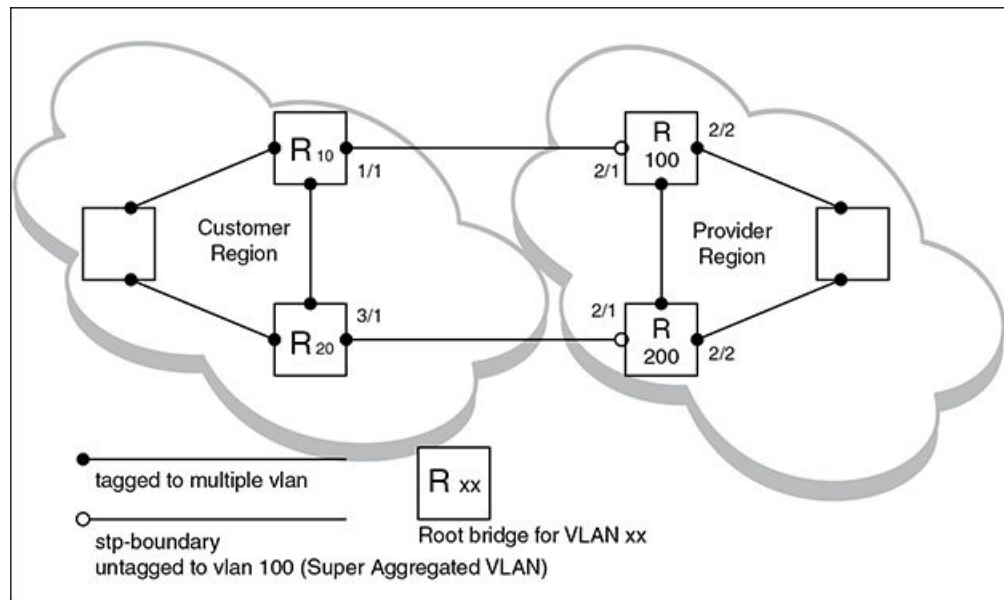 R 10
1/1
R
100
2/1
2/2
Customer
Region
Provider
Region
R 20
3/1
2/1
R
200
2/2
tagged to multiple vlan
stp-boundary
untagged to vlan 100 (Super Aggregated VLAN)
R xx
Root bridge for VLAN xx